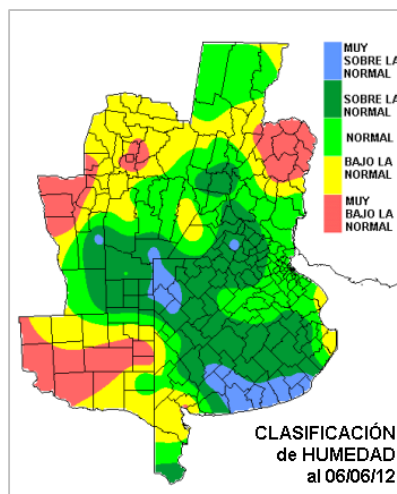 MUY
SOBRE LA
NORMAL
SOBRE LA
NORMAL
NORMAL
BAJO LA
NORMAL
MUY
BAJO LA
NORMAL
CLASIFICACIÓN
de HUMEDAD
al 06/06/12